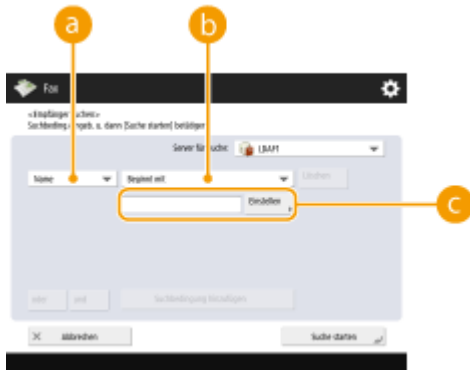 a
b
Fax
<Empfänger suchen>
Suchbeding. eingeb. u. dann [Suche starten] betätigen
Server für Suche:
LDAP1
Name
Beginnt mit
Löschen
Einstellen
c
oder
und
Suchbedingung hinzufügen
Abbrechen
Suche starten